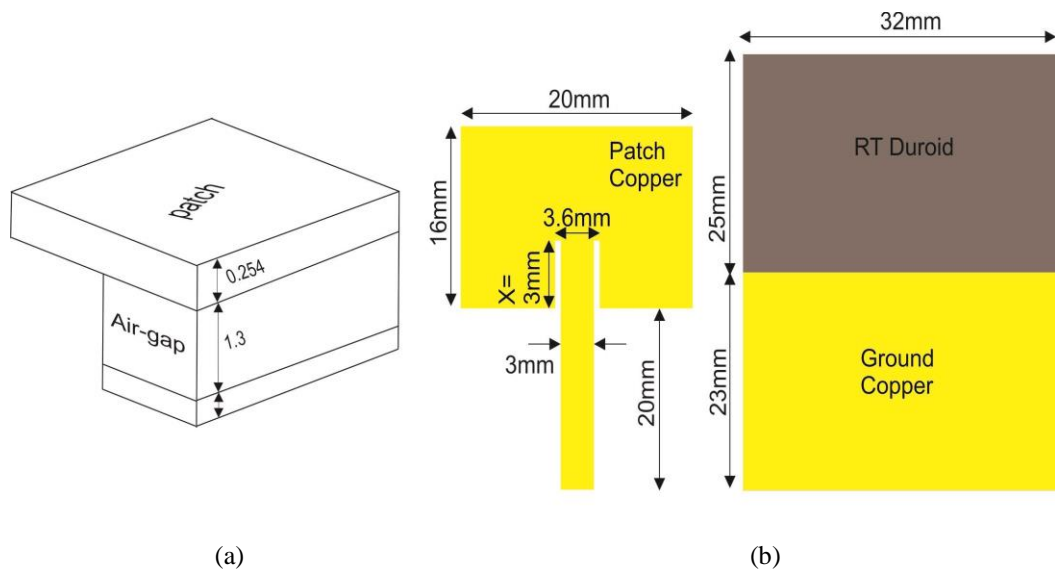 patch
0.254
Air-gap
1.3
20mm
16mm
Patch
Copper
3.6mm
X=
3mm
3mm
20mm
32mm
25mm
RT Duroid
23mm
Ground
Copper
(a)
(b)